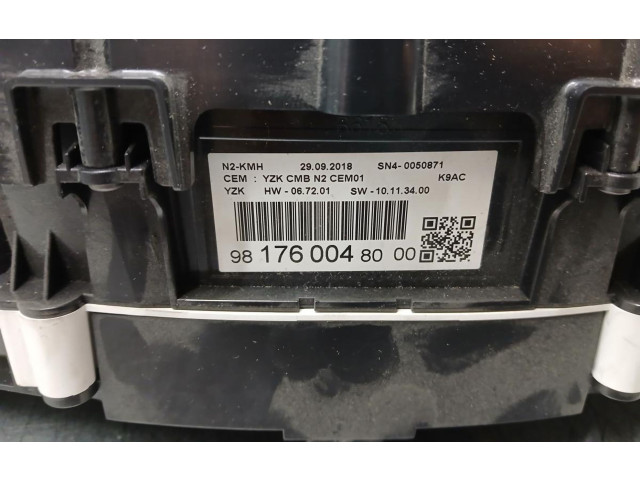 N2-KMH 29.09.2018 SN4-0050871
CEM : YZK CMB N2 CEM01 K9AC
YZK HW -06.72.01 SW -10.11.34.00
98 176 004 80 00